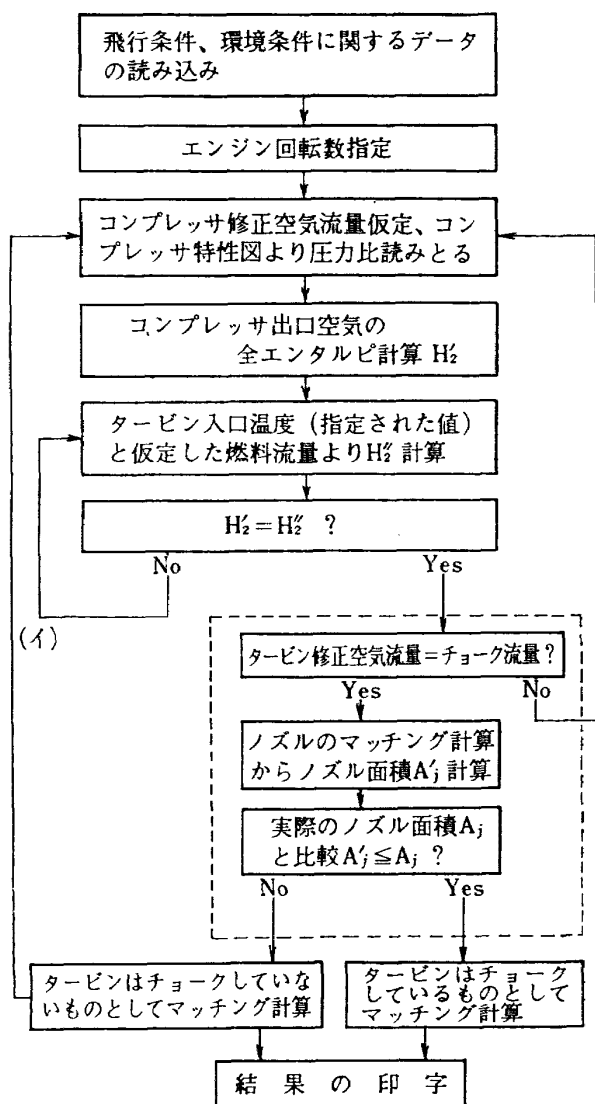 飛行条件、環境条件に関するデータ
の読み込み
エンジン回転数指定
コンプレッサ修正空気流量仮定、コン
プレッサ特性図より圧力比読みとる
コンプレッサ出口空気の
全エンタルピ計算 H₂′
タービン入口温度（指定された値）
と仮定した燃料流量よりH₂″計算
H₂′＝H₂″ ？
No
Yes
(イ)
タービン修正空気流量＝チョーク流量？
Yes
No
ノズルのマッチング計算
からノズル面積A′j計算
実際のノズル面積Aj
と比較A′j≦Aj ？
No
Yes
タービンはチョークしていな
いものとしてマッチング計算
タービンはチョーク
しているものとして
マッチング計算
結果の印字